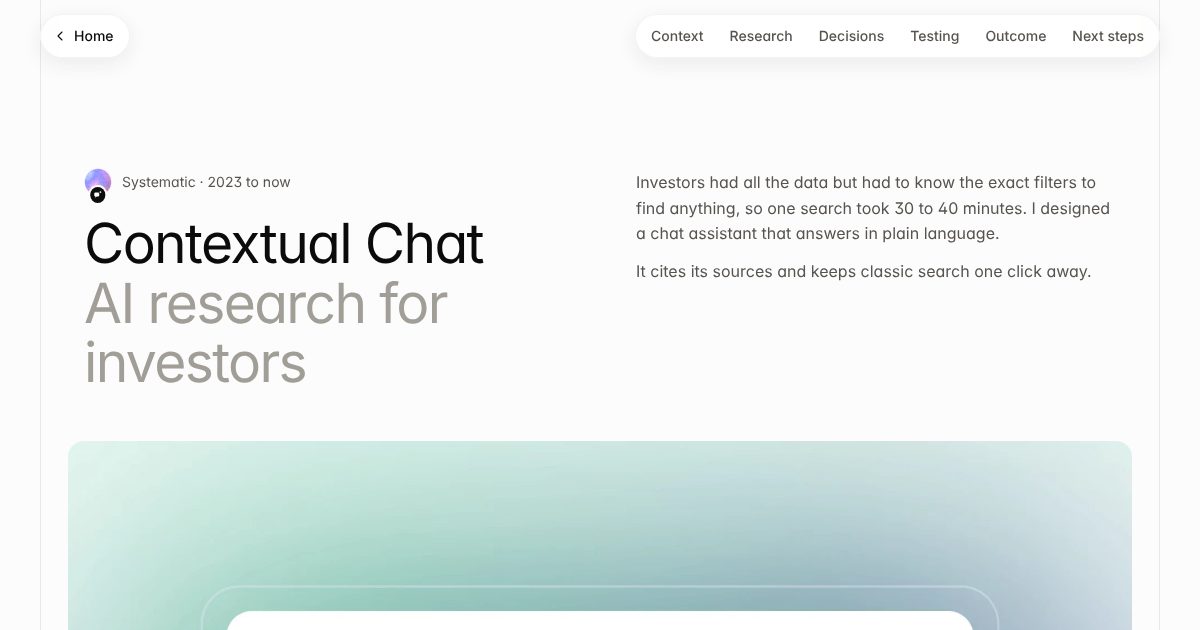 Home
Context Research Decisions Testing Outcome Next steps
Systematic · 2023 to now
Contextual Chat
AI research for
investors
Investors had all the data but had to know the exact filters to
find anything, so one search took 30 to 40 minutes. I designed
a chat assistant that answers in plain language.
It cites its sources and keeps classic search one click away.